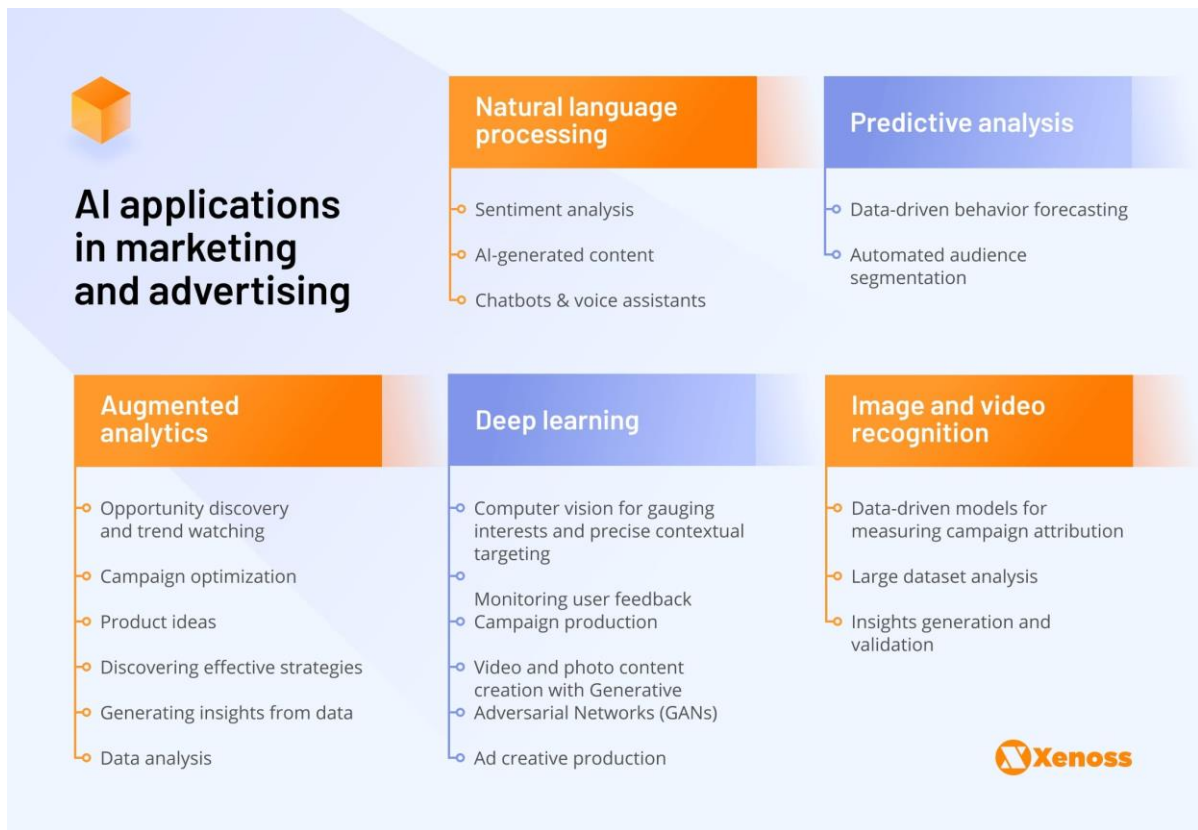 AI applications
in marketing
and advertising
Natural language
processing
Sentiment analysis
AI-generated content
Chatbots & voice assistants
Predictive analysis
Data-driven behavior forecasting
Automated audience
segmentation
Augmented
analytics
Opportunity discovery
and trend watching
Campaign optimization
Product ideas
Discovering effective strategies
Generating insights from data
Data analysis
Deep learning
Computer vision for gauging
interests and precise contextual
targeting
Monitoring user feedback
Campaign production
Video and photo content
creation with Generative
Adversarial Networks (GANs)
Ad creative production
Image and video
recognition
Data-driven models for
measuring campaign attribution
Large dataset analysis
Insights generation and
validation
Xenoss